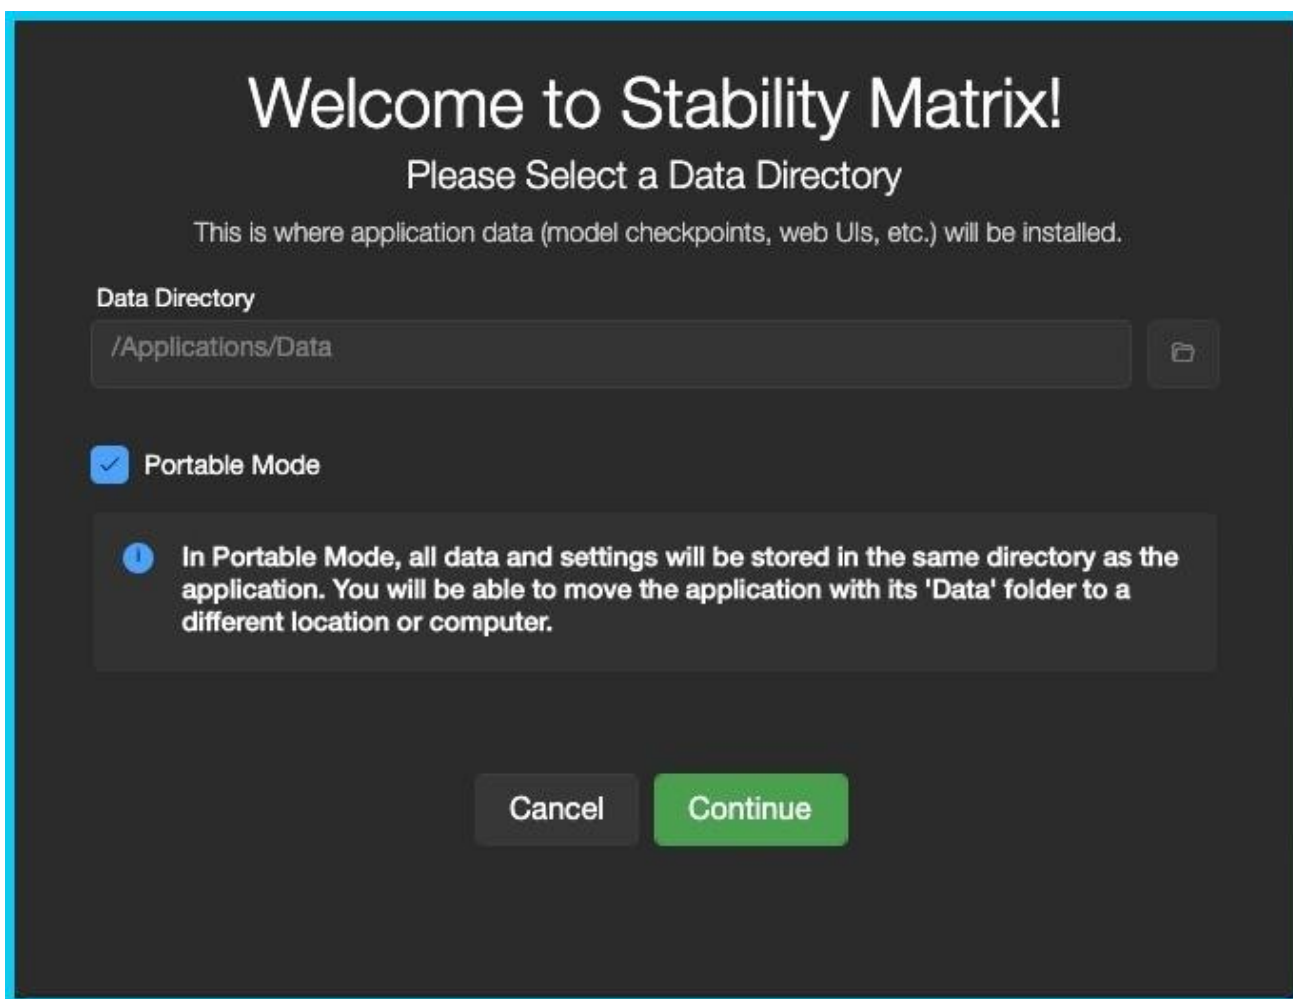 Welcome to Stability Matrix!
Please Select a Data Directory
This is where application data (model checkpoints, web UIs, etc.) will be installed.
Data Directory
/Applications/Data
Portable Mode
In Portable Mode, all data and settings will be stored in the same directory as the
application. You will be able to move the application with its 'Data' folder to a
different location or computer.
Cancel
Continue